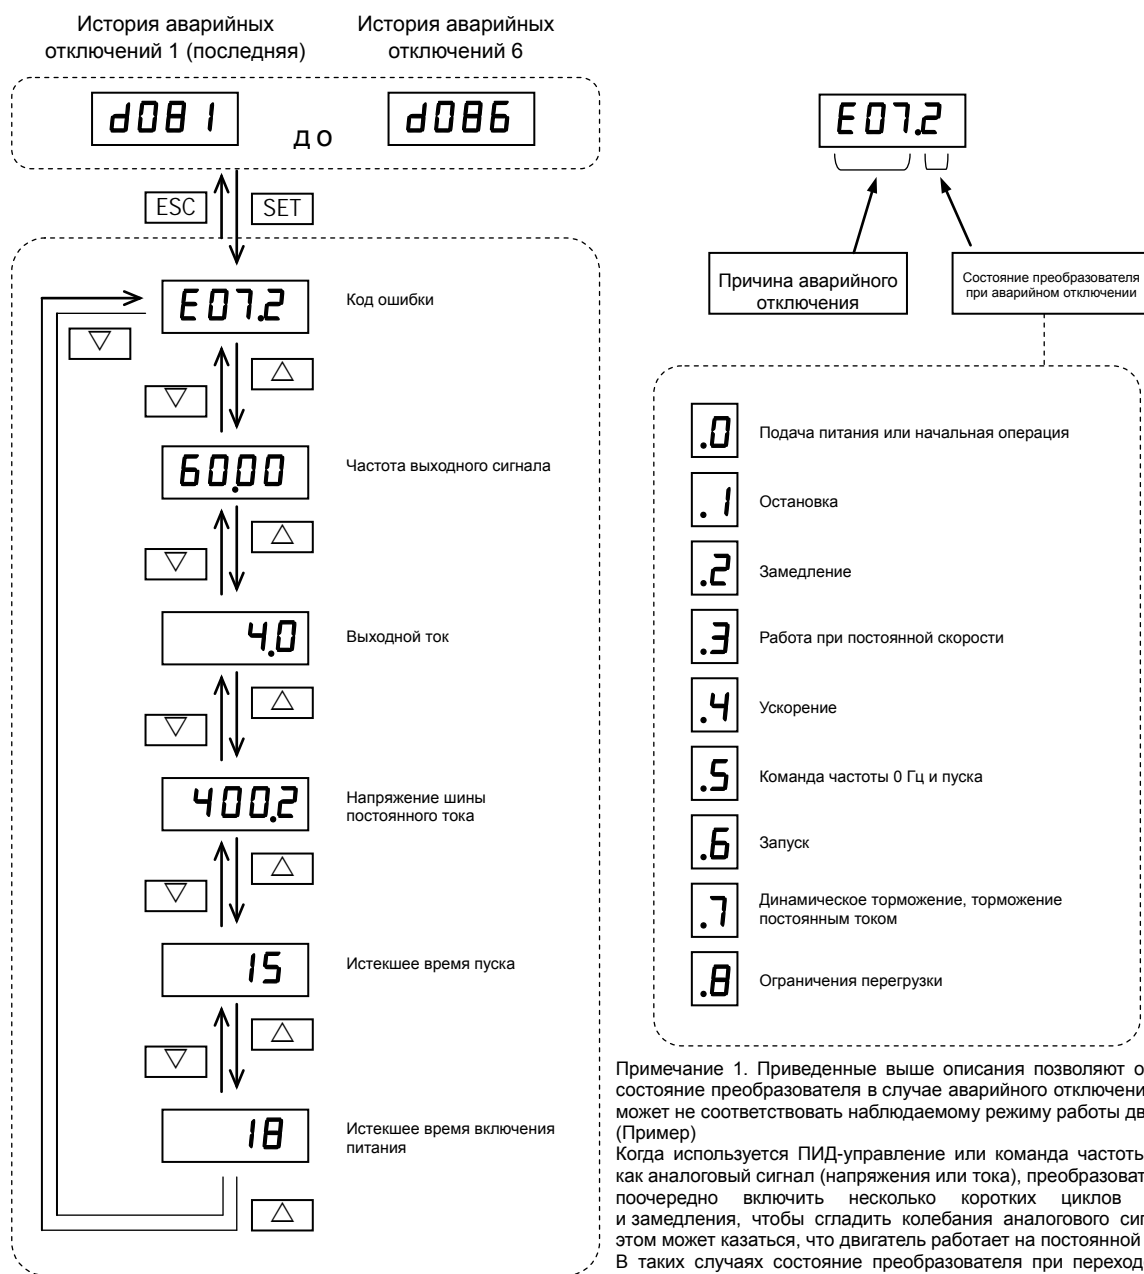 История аварийных
отключений 1 (последняя)
История аварийных
отключений 6
d081
до
d086
ESC
SET
E07.2
Код ошибки
60.00
Частота выходного сигнала
4.0
Выходной ток
400.2
Напряжение шины
постоянного тока
15
Истекшее время пуска
18
Истекшее время включения
питания
E07.2
Причина аварийного
отключения
Состояние преобразователя
при аварийном отключении
.0
Подача питания или начальная операция
.1
Остановка
.2
Замедление
.3
Работа при постоянной скорости
.4
Ускорение
.5
Команда частоты 0 Гц и пуска
.6
Запуск
.7
Динамическое торможение, торможение
постоянным током
.8
Ограничения перегрузки
Примечание 1. Приведенные выше описания позволяют о
состояние преобразователя в случае аварийного отключени
может не соответствовать наблюдаемому режиму работы дв
(Пример)
Когда используется ПИД-управление или команда частоты
как аналоговый сигнал (напряжения или тока), преобразоват
поочередно включить несколько коротких циклов
и замедления, чтобы сгладить колебания аналогового сиг
этом может казаться, что двигатель работает на постоянной
В таких случаях состояние преобразователя при переход